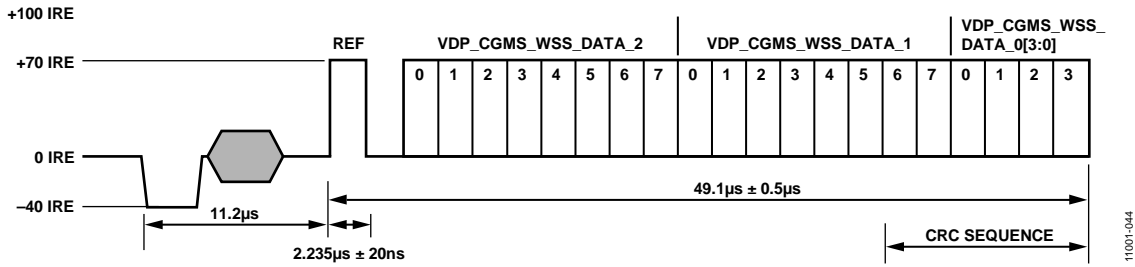 +100 IRE
REF
VDP_CGMS_WSS_DATA_2
VDP_CGMS_WSS_DATA_1
VDP_CGMS_WSS_
DATA_0[3:0]
+70 IRE
0 1 2 3 4 5 6 7 0 1 2 3 4 5 6 7 0 1 2 3
0 IRE
–40 IRE
11.2µs
49.1µs ± 0.5µs
2.235µs ± 20ns
CRC SEQUENCE
11001-044